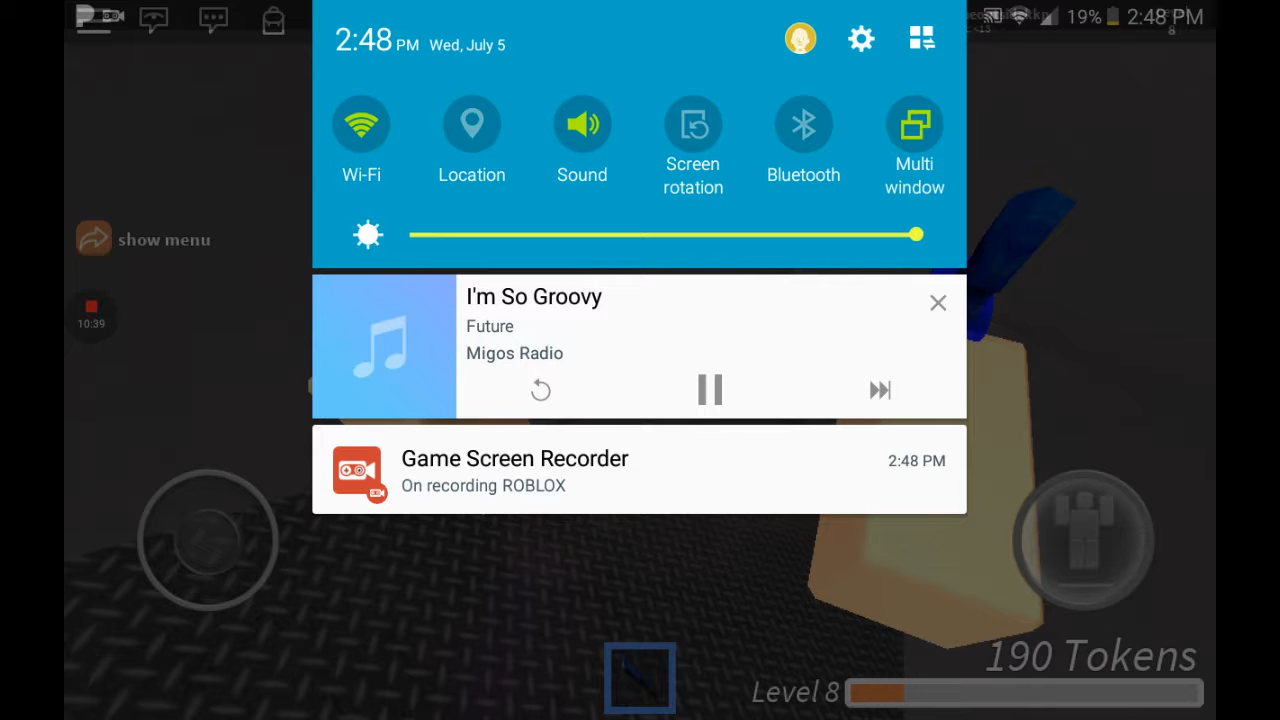 19% 2:48 PM
8
2:48 PM Wed, July 5
Wi-Fi
Location
Sound
Screen
rotation
Bluetooth
Multi
window
show menu
10:39
I'm So Groovy
Future
Migos Radio
Game Screen Recorder
2:48 PM
On recording ROBLOX
190 Tokens
Level 8